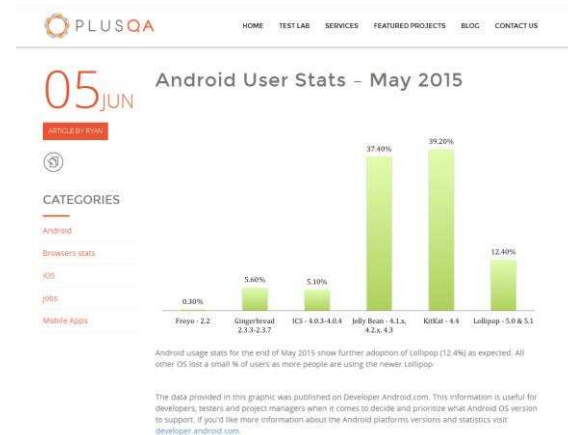 PLUSQA
HOME TEST LAB SERVICES FEATURED PROJECTS BLOG CONTACT US
05 JUN
ARTICLE BY RYAN
CATEGORIES
Android
Browsers stats
iOS
jobs
Mobile Apps
Android User Stats – May 2015
0.30%
5.60%
5.10%
37.40%
39.20%
12.40%
Froyo - 2.2
Gingerbread
2.3.3-2.3.7
ICS - 4.0.3-4.0.4
Jelly Bean - 4.1.x,
4.2.x, 4.3
KitKat - 4.4
Lollipop - 5.0 & 5.1
Android usage stats for the end of May 2015 show further adoption of Lollipop (12.4%) as expected. All
other OS lost a small % of users as more people are using the newer Lollipop.
The data provided in this graphic was published on Developer.Android.com. This information is useful for
developers, testers and project managers when it comes to decide and prioritize what Android OS version
to support. If you'd like more information about the Android platforms versions and statistics visit
developer.android.com.